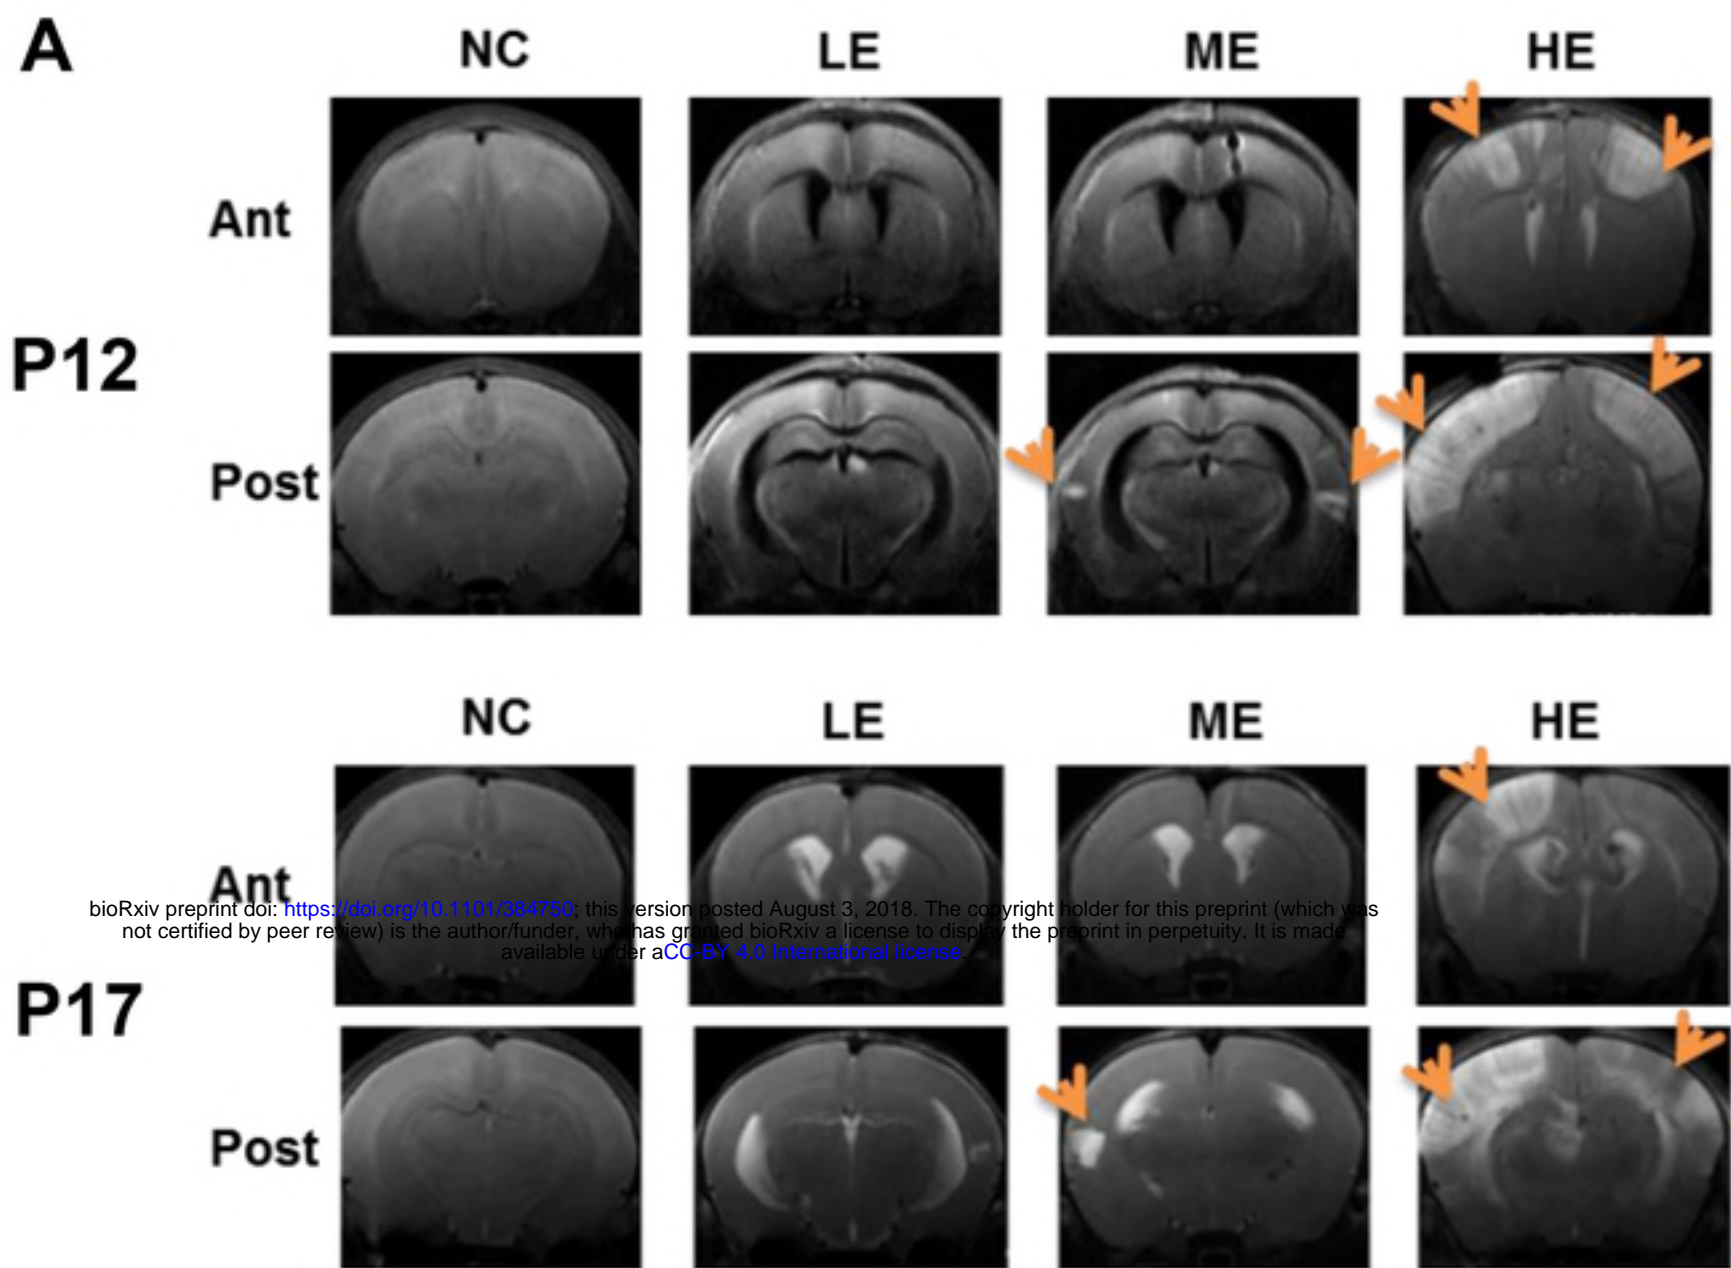 A
NC LE ME HE
Ant
P12
Post
NC LE ME HE
Ant
bioRxiv preprint doi: https://doi.org/10.1101/384750; this version posted August 3, 2018. The copyright holder for this preprint (which was
not certified by peer review) is the author/funder, who has granted bioRxiv a license to display the preprint in perpetuity. It is made
available under aCC-BY 4.0 International license.
P17
Post